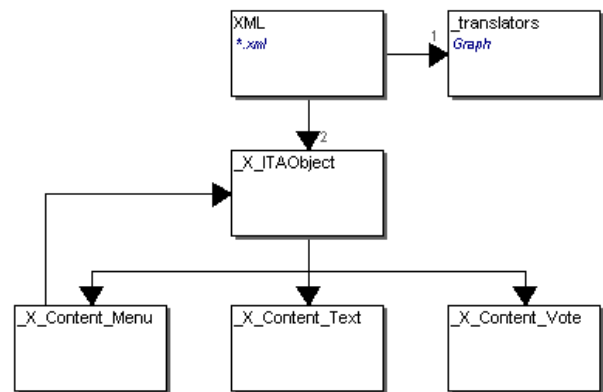 XML
*.xml
_translators
Graph
1
2
_X_ITAObject
_X_Content_Menu
_X_Content_Text
_X_Content_Vote